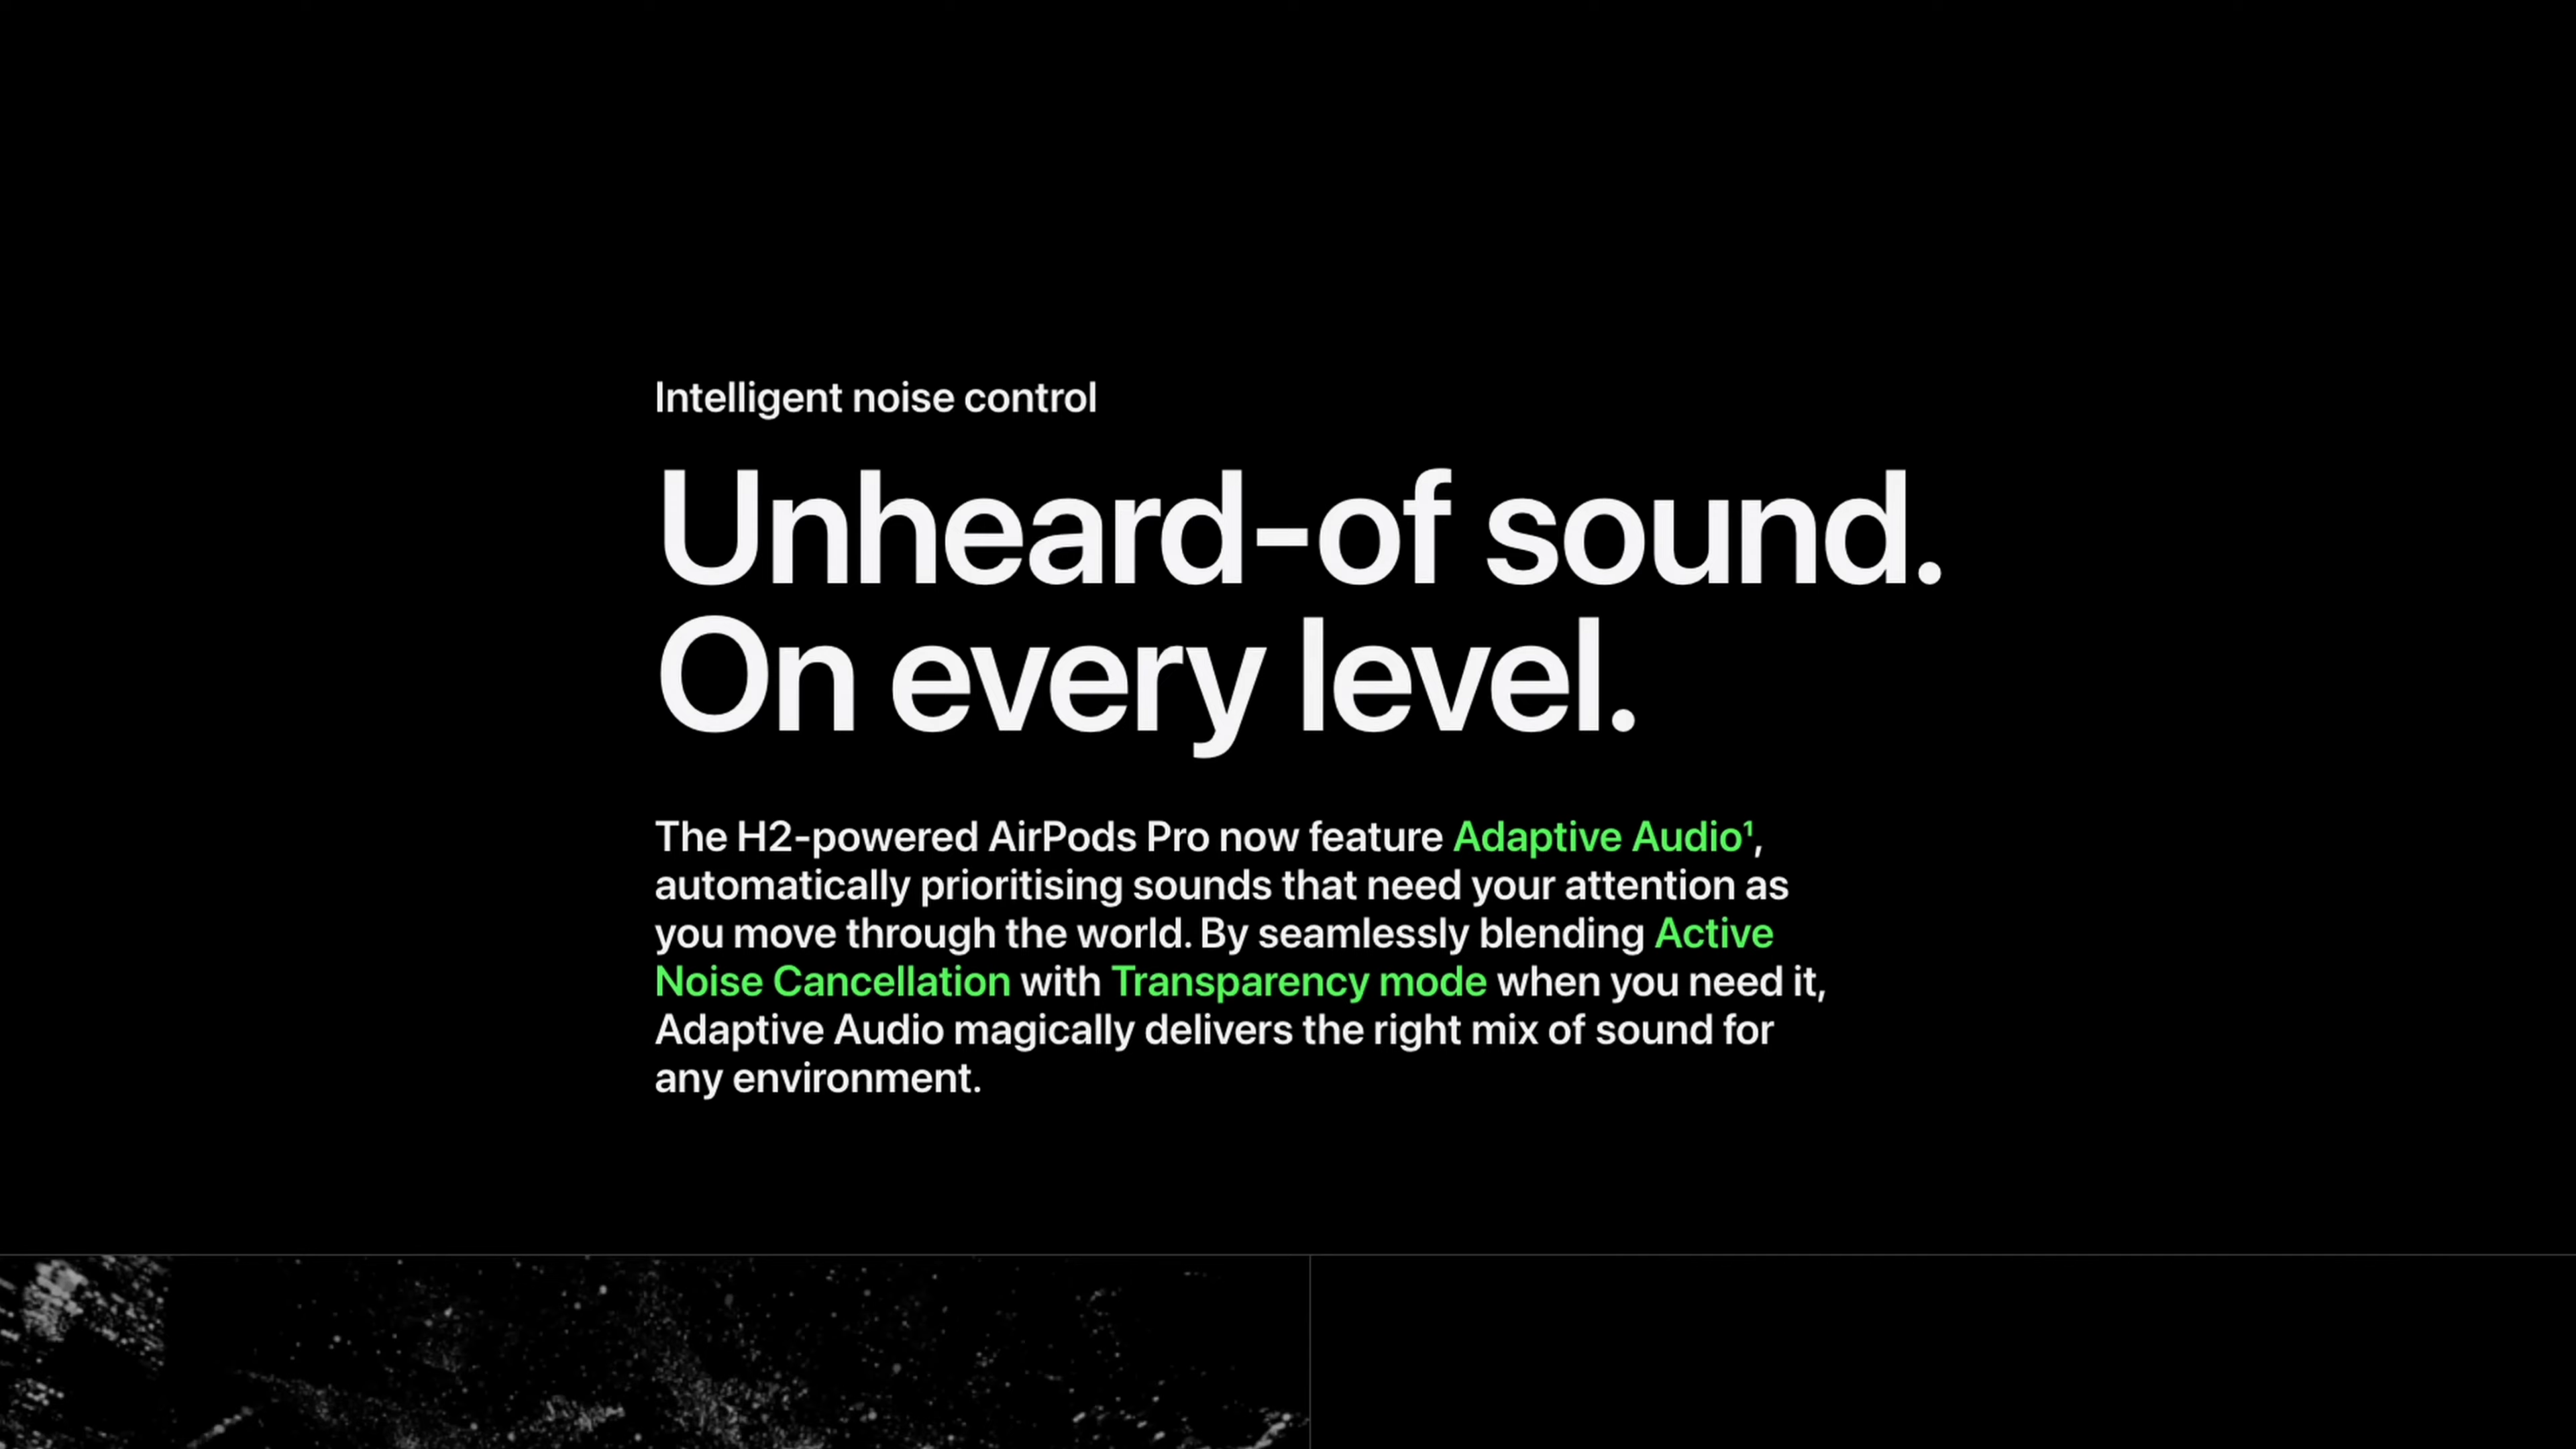 Intelligent noise control
Unheard-of sound.
On every level.
The H2-powered AirPods Pro now feature Adaptive Audio¹,
automatically prioritising sounds that need your attention as
you move through the world. By seamlessly blending Active
Noise Cancellation with Transparency mode when you need it,
Adaptive Audio magically delivers the right mix of sound for
any environment.